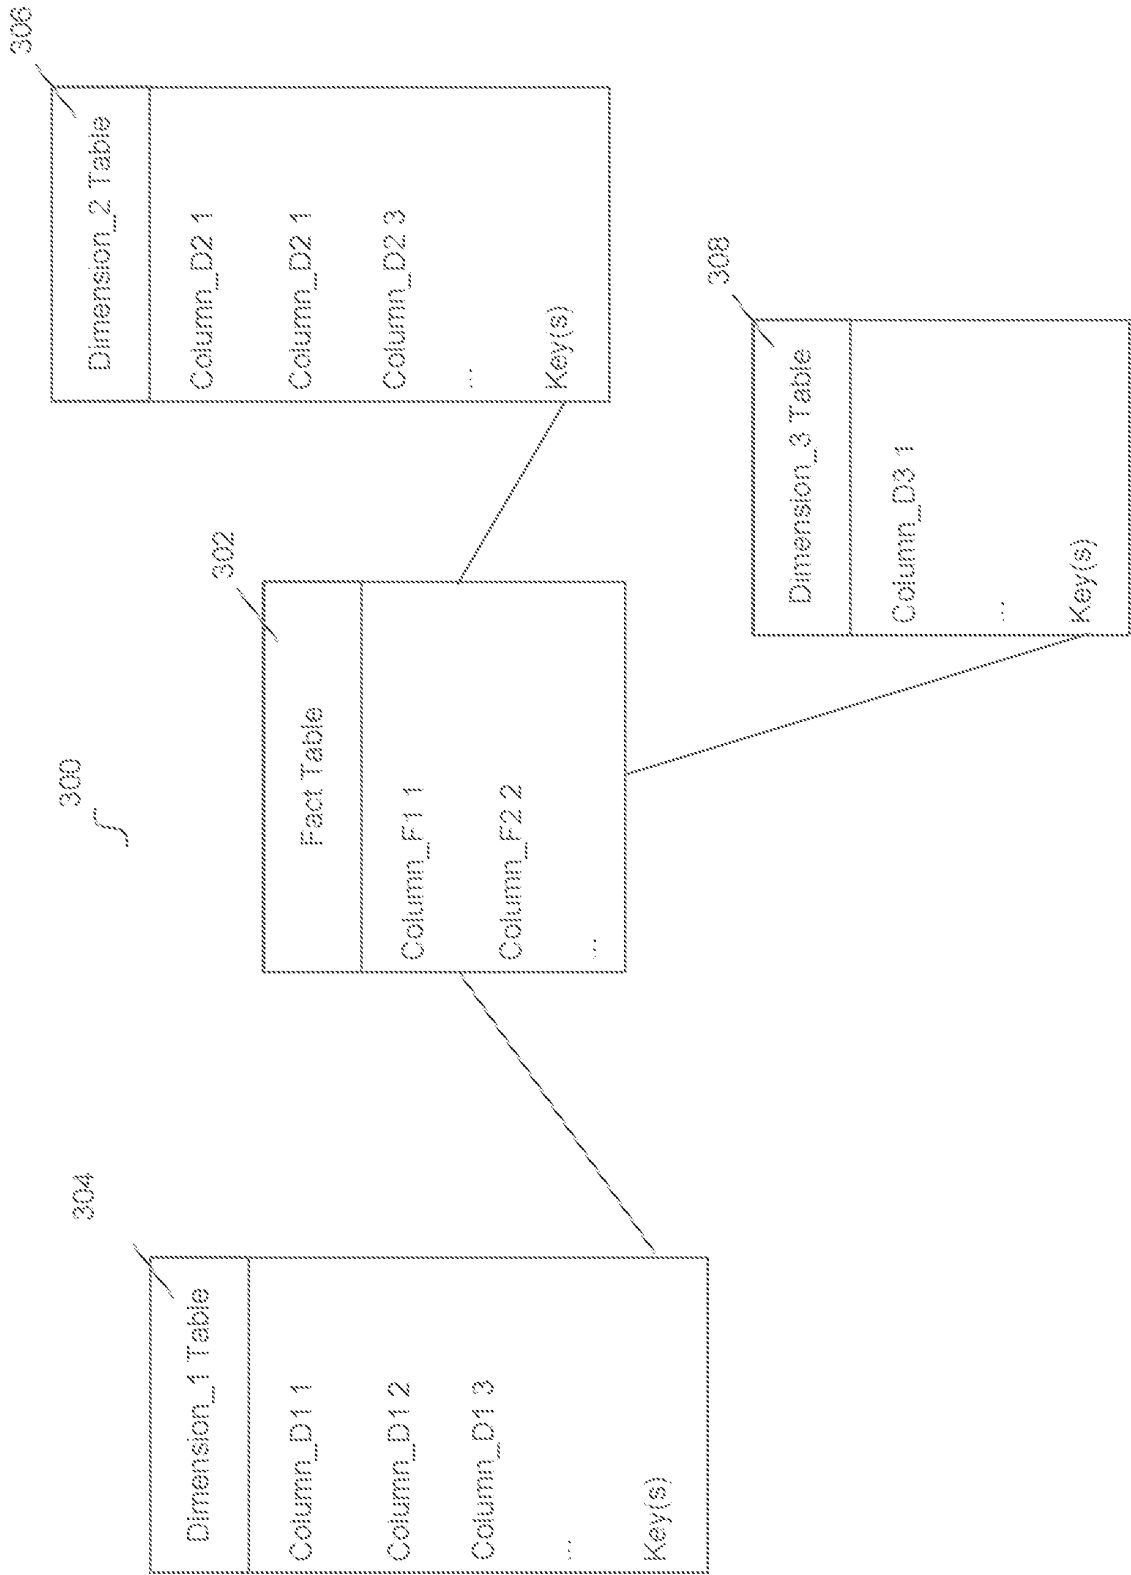 300
304
Dimension_1 Table
Column_D1 1
Column_D1 2
Column_D1 3
...
Key(s)
302
Fact Table
Column_F1 1
Column_F2 2
...
306
Dimension_2 Table
Column_D2 1
Column_D2 1
Column_D2 3
...
Key(s)
308
Dimension_3 Table
Column_D3 1
...
Key(s)